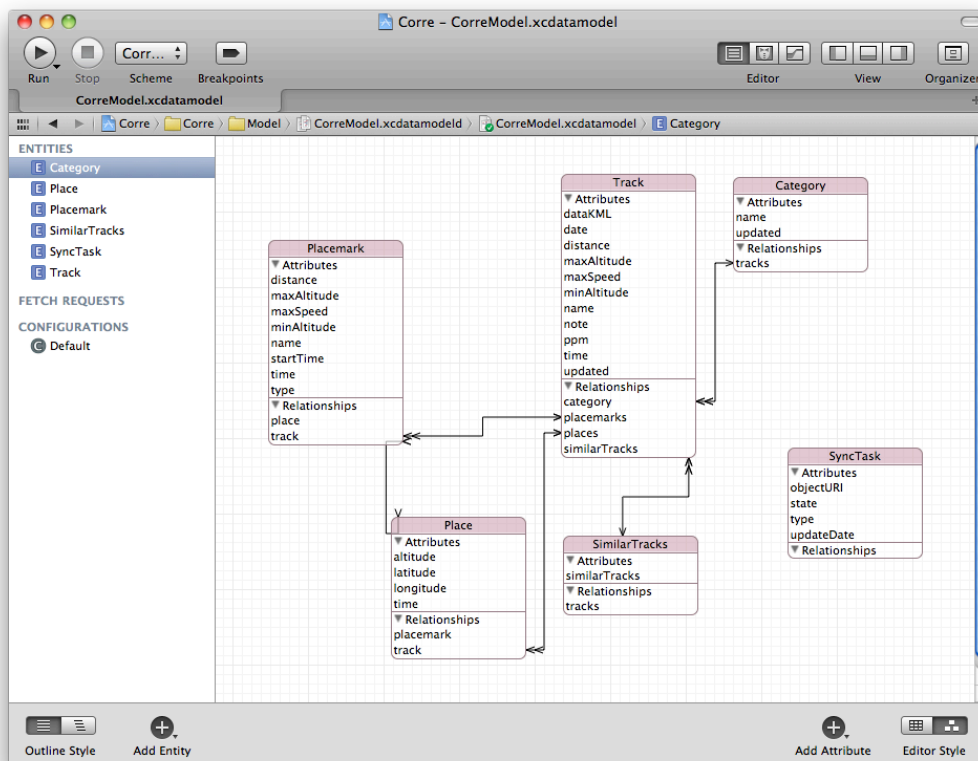 Corre – CorreModel.xcdatamodel
Corr...
Run
Stop
Scheme
Breakpoints
Editor
View
Organizer
CorreModel.xcdatamodel
Corre
Corre
Model
CorreModel.xcdatamodeld
CorreModel.xcdatamodel
E Category
ENTITIES
E Category
E Place
E Placemark
E SimilarTracks
E SyncTask
E Track
FETCH REQUESTS
CONFIGURATIONS
C Default
Placemark
Attributes
distance
maxAltitude
maxSpeed
minAltitude
name
startTime
time
type
Relationships
place
track
Track
Attributes
dataKML
date
distance
maxAltitude
maxSpeed
minAltitude
name
note
ppm
time
updated
Relationships
category
placemarks
places
similarTracks
Category
Attributes
name
updated
Relationships
tracks
Place
Attributes
altitude
latitude
longitude
time
Relationships
placemark
track
SimilarTracks
Attributes
similarTracks
Relationships
tracks
SyncTask
Attributes
objectURI
state
type
updateDate
Relationships
Outline Style
Add Entity
Add Attribute
Editor Style